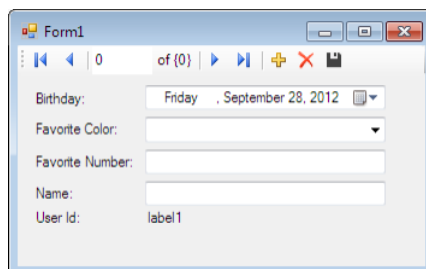 Form1
0 of {0}
Birthday: Friday , September 28, 2012
Favorite Color:
Favorite Number:
Name:
User Id: label1